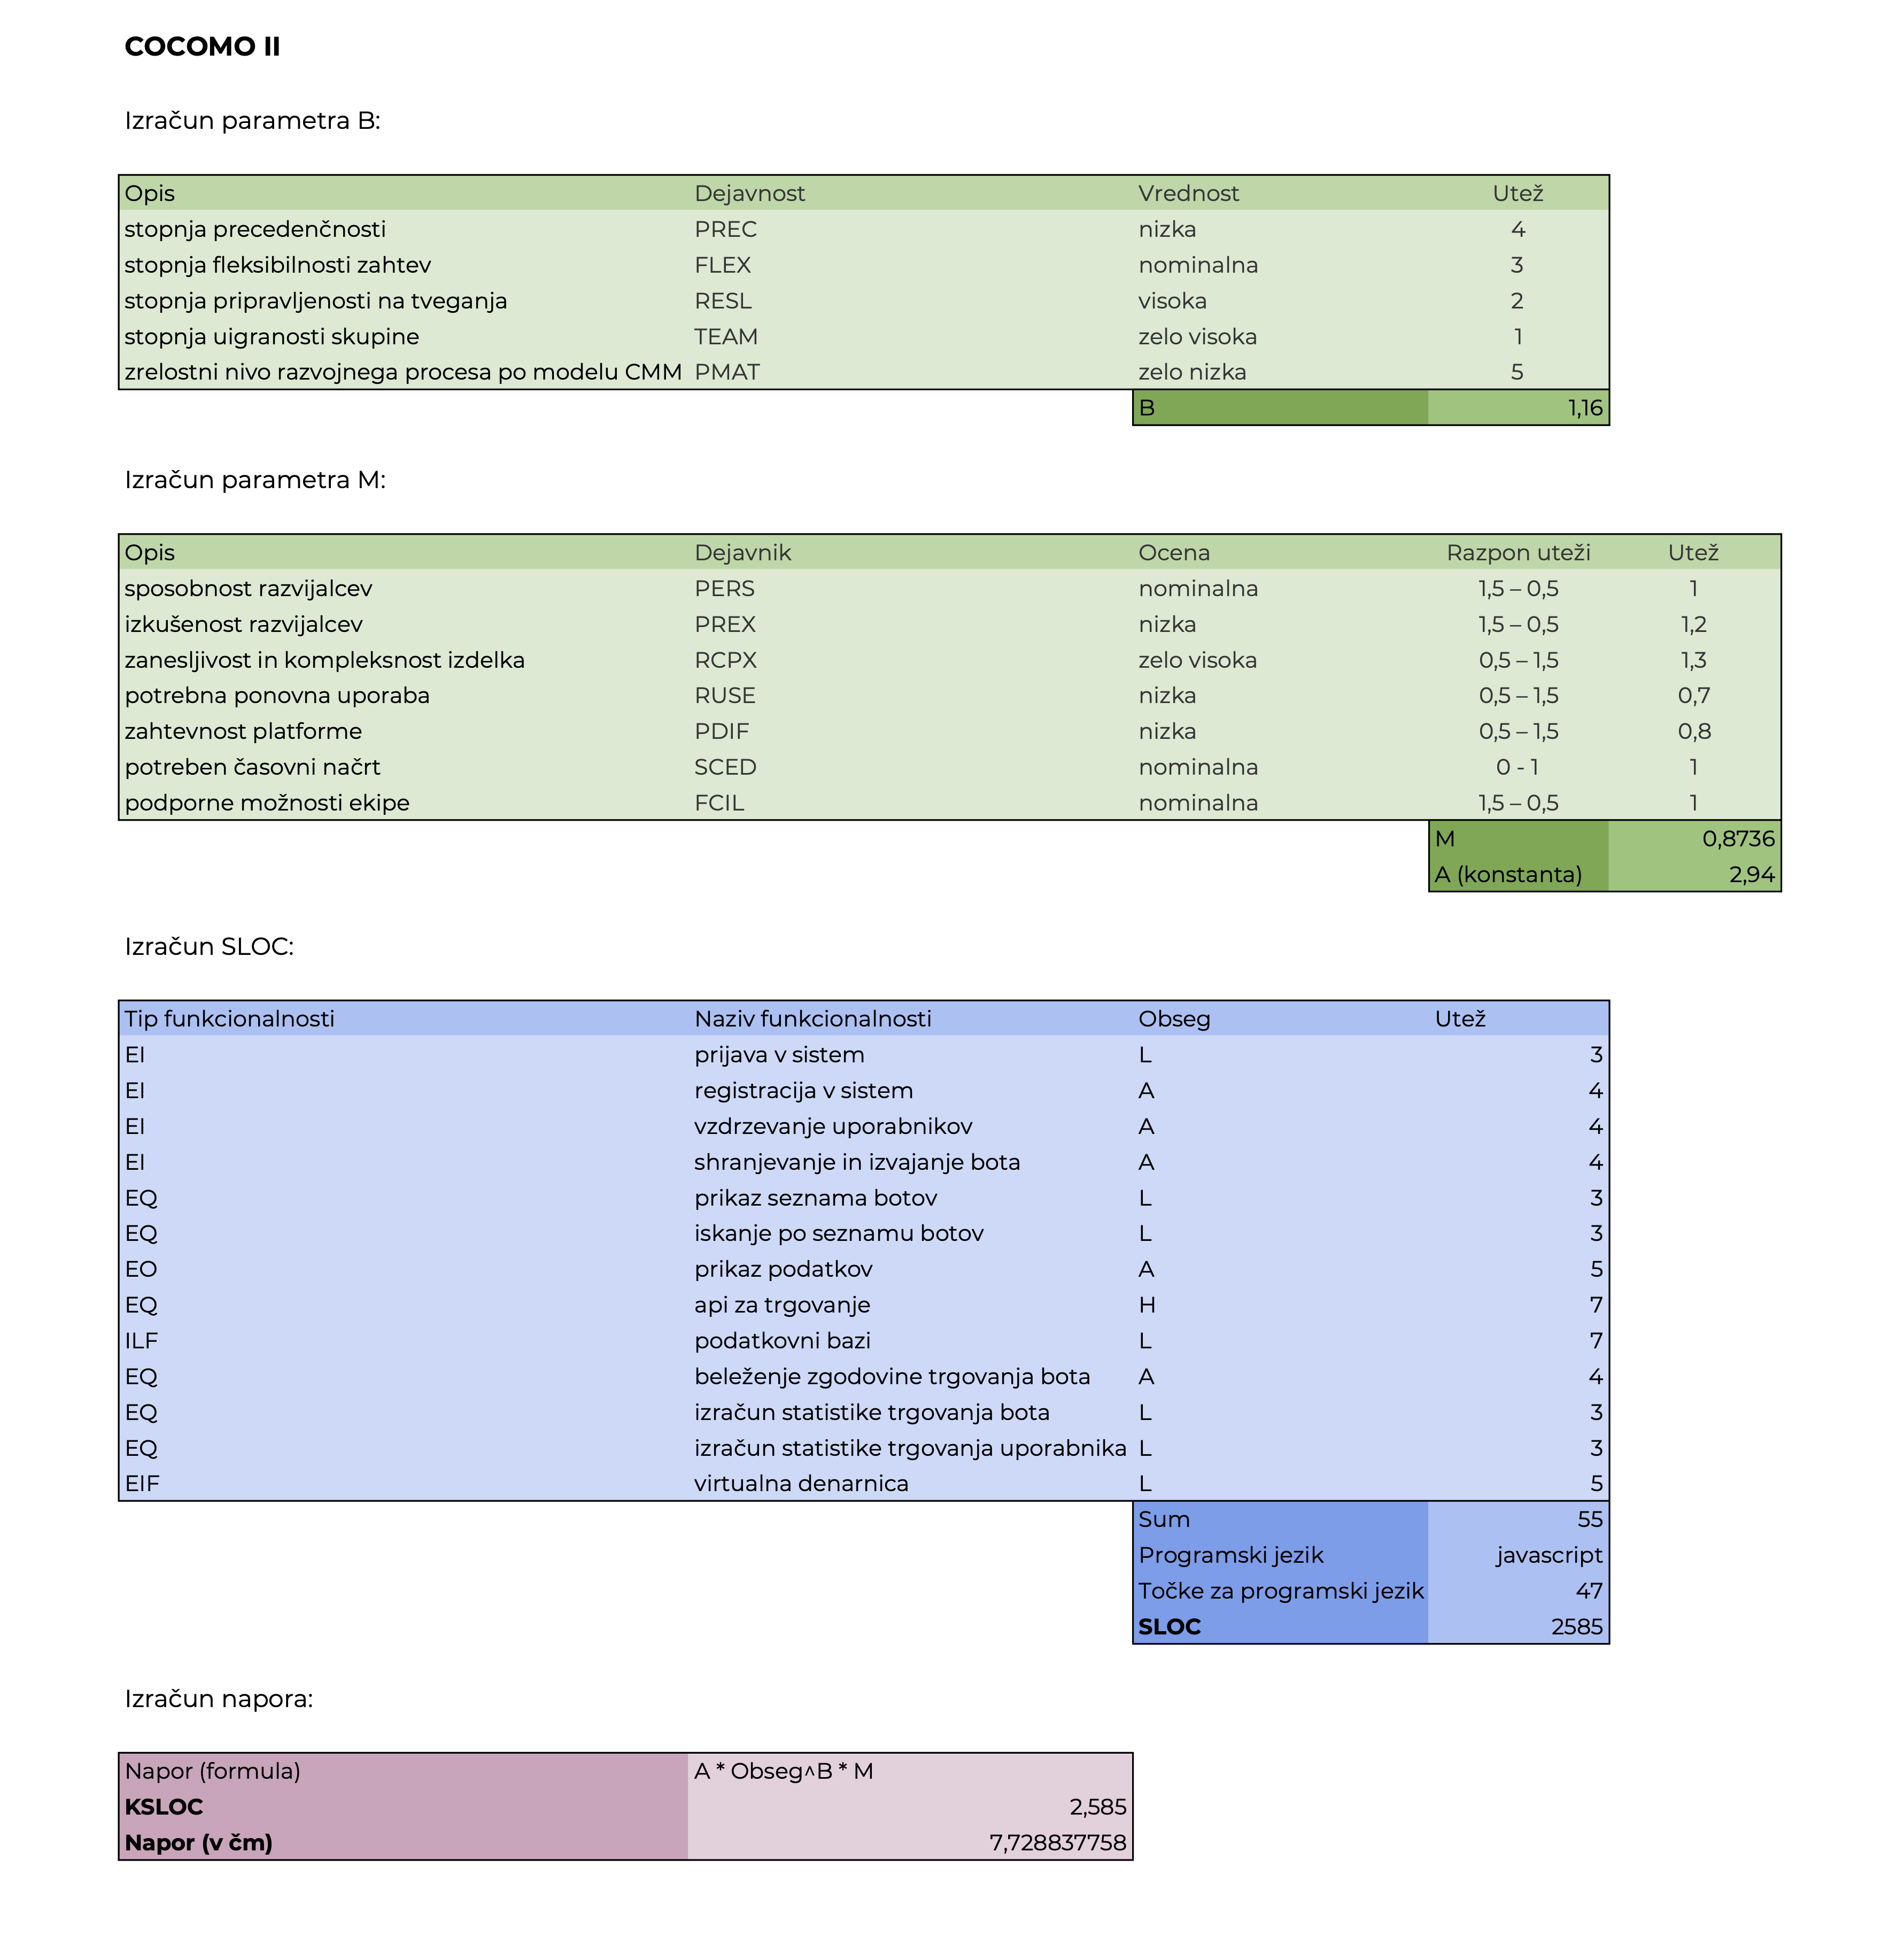 COCOMO II
Izračun parametra B:
Opis Dejavnost Vrednost Utež
stopnja precedenčnosti PREC nizka 4
stopnja fleksibilnosti zahtev FLEX nominalna 3
stopnja pripravljenosti na tveganja RESL visoka 2
stopnja uigranosti skupine TEAM zelo visoka 1
zrelostni nivo razvojnega procesa po modelu CMM PMAT zelo nizka 5
B 1,16
Izračun parametra M:
Opis Dejavnik Ocena Razpon uteži Utež
sposobnost razvijalcev PERS nominalna 1,5 – 0,5 1
izkušenost razvijalcev PREX nizka 1,5 – 0,5 1,2
zanesljivost in kompleksnost izdelka RCPX zelo visoka 0,5 – 1,5 1,3
potrebna ponovna uporaba RUSE nizka 0,5 – 1,5 0,7
zahtevnost platforme PDIF nizka 0,5 – 1,5 0,8
potreben časovni načrt SCED nominalna 0 - 1 1
podporne možnosti ekipe FCIL nominalna 1,5 – 0,5 1
M 0,8736
A (konstanta) 2,94
Izračun SLOC:
Tip funkcionalnosti Naziv funkcionalnosti Obseg Utež
EI prijava v sistem L 3
EI registracija v sistem A 4
EI vzdrzevanje uporabnikov A 4
EI shranjevanje in izvajanje bota A 4
EQ prikaz seznama botov L 3
EQ iskanje po seznamu botov L 3
EO prikaz podatkov A 5
EQ api za trgovanje H 7
ILF podatkovni bazi L 7
EQ beleženje zgodovine trgovanja bota A 4
EQ izračun statistike trgovanja bota L 3
EQ izračun statistike trgovanja uporabnika L 3
EIF virtualna denarnica L 5
Sum 55
Programski jezik javascript
Točke za programski jezik 47
SLOC 2585
Izračun napora:
Napor (formula) A * Obseg^B * M
KSLOC 2,585
Napor (v čm) 7,728837758